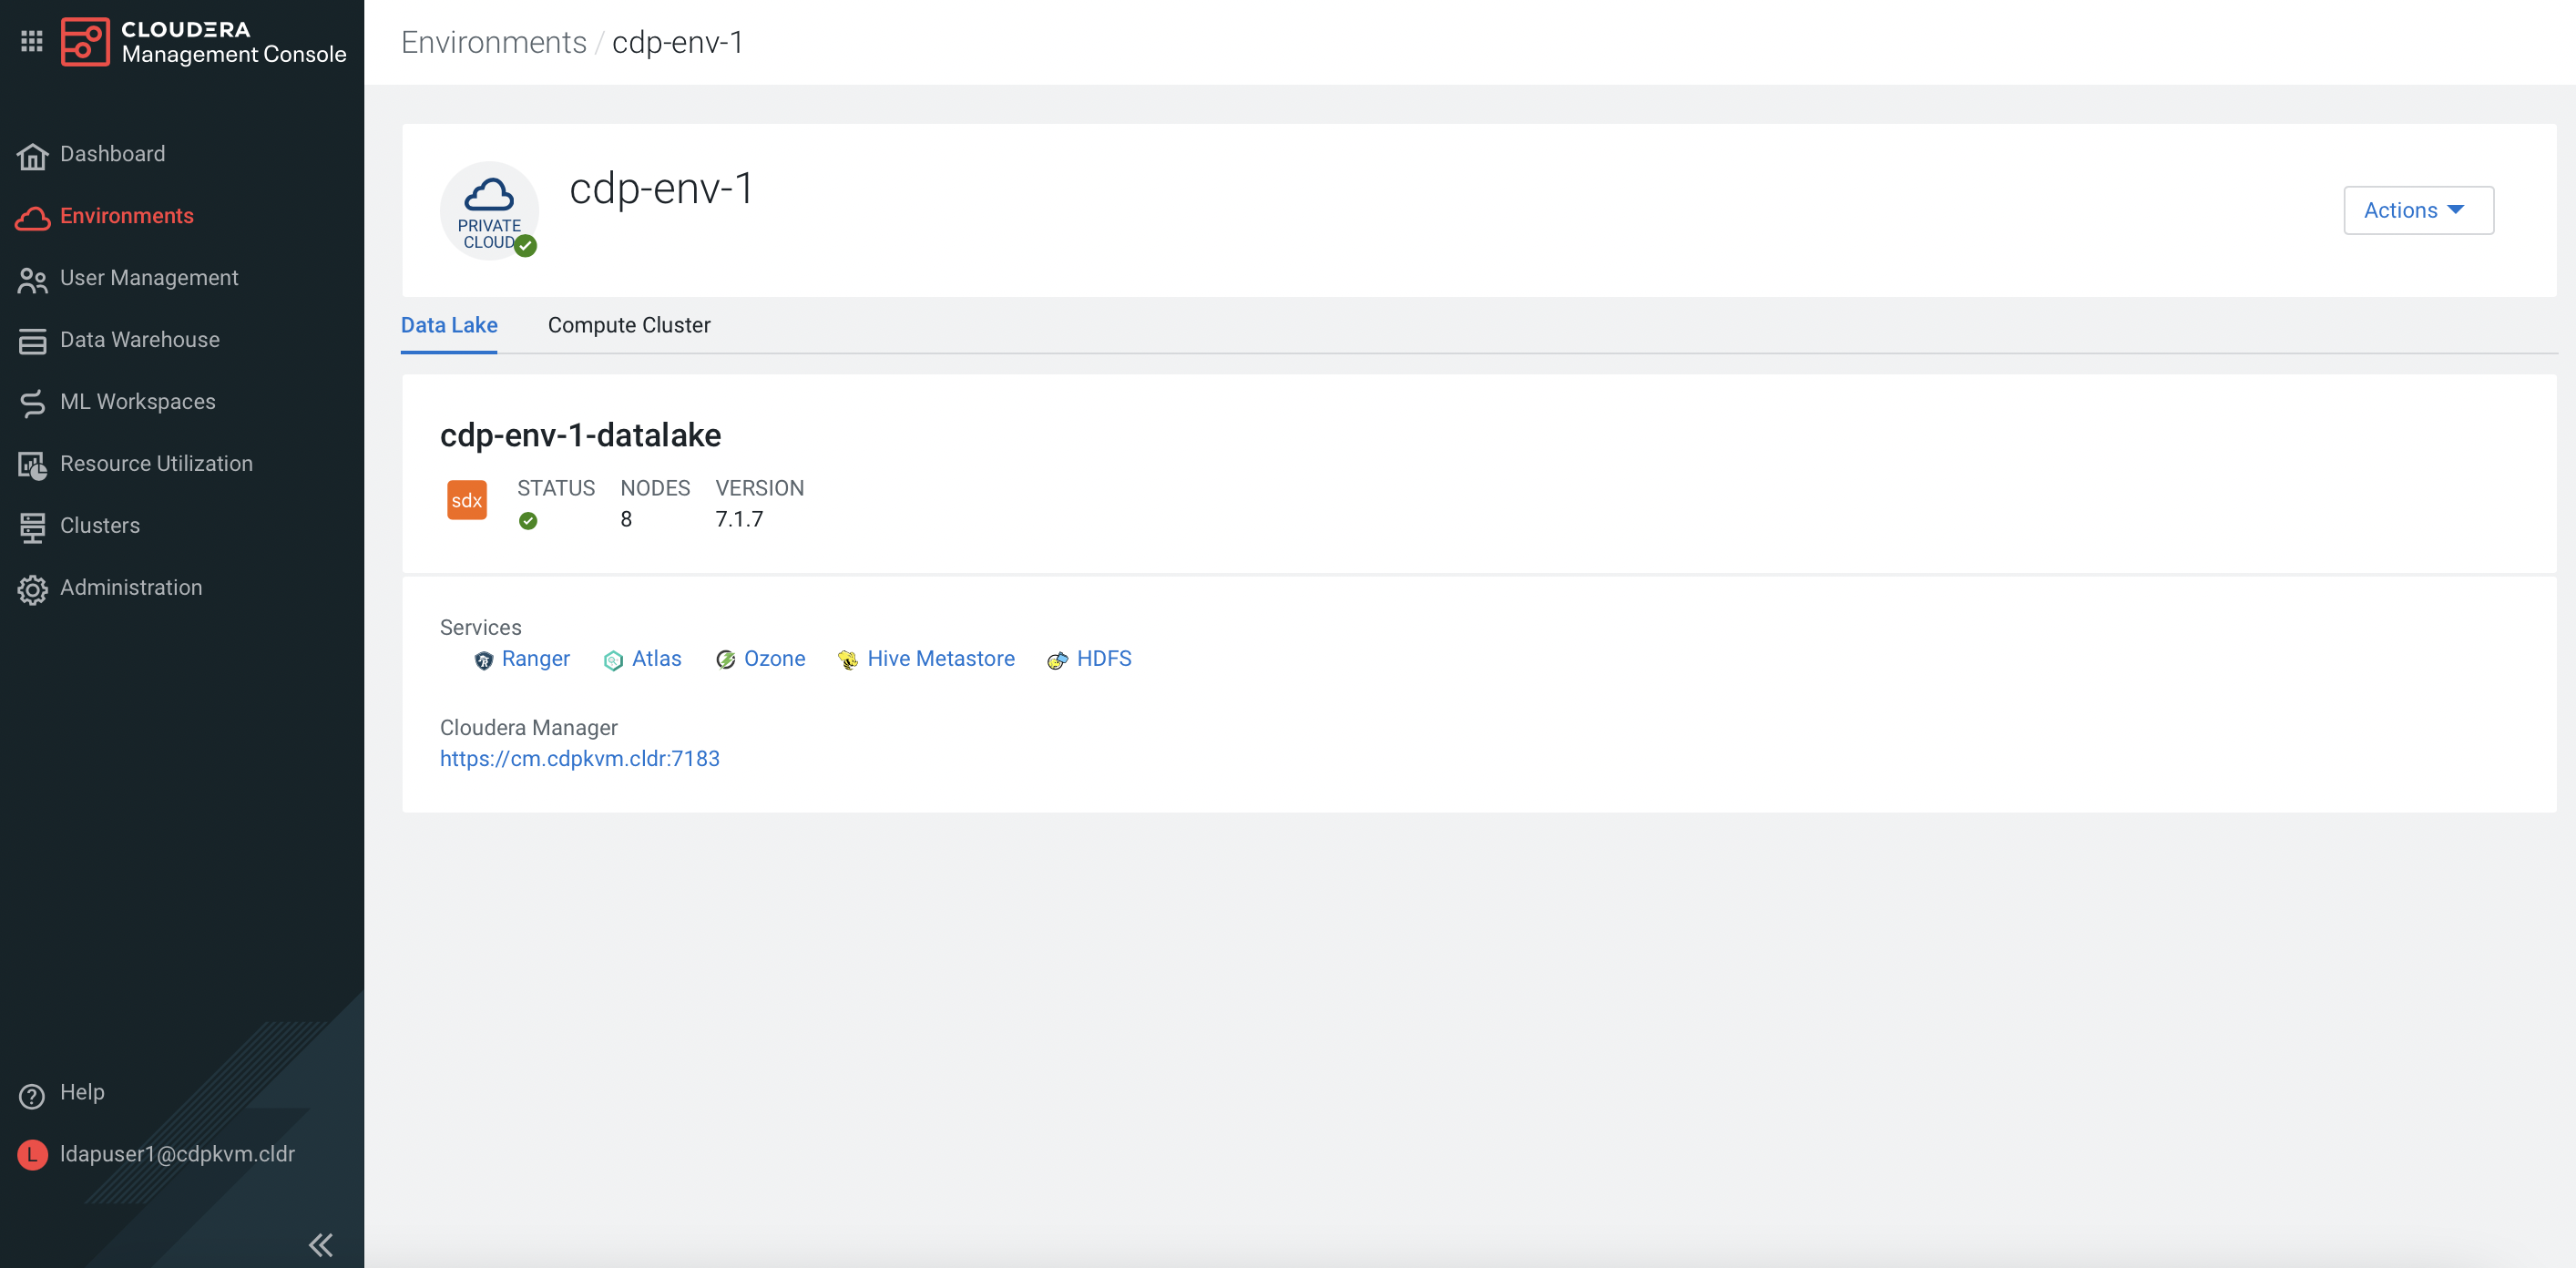 CLOUDERA
Management Console
Environments / cdp-env-1
Dashboard
Environments
User Management
Data Warehouse
ML Workspaces
Resource Utilization
Clusters
Administration
Help
L ldapuser1@cdpkvm.cldr
PRIVATE
CLOUD
cdp-env-1
Actions
Data Lake Compute Cluster
cdp-env-1-datalake
sdx
STATUS NODES VERSION
8 7.1.7
Services
Ranger Atlas Ozone Hive Metastore HDFS
Cloudera Manager
https://cm.cdpkvm.cldr:7183